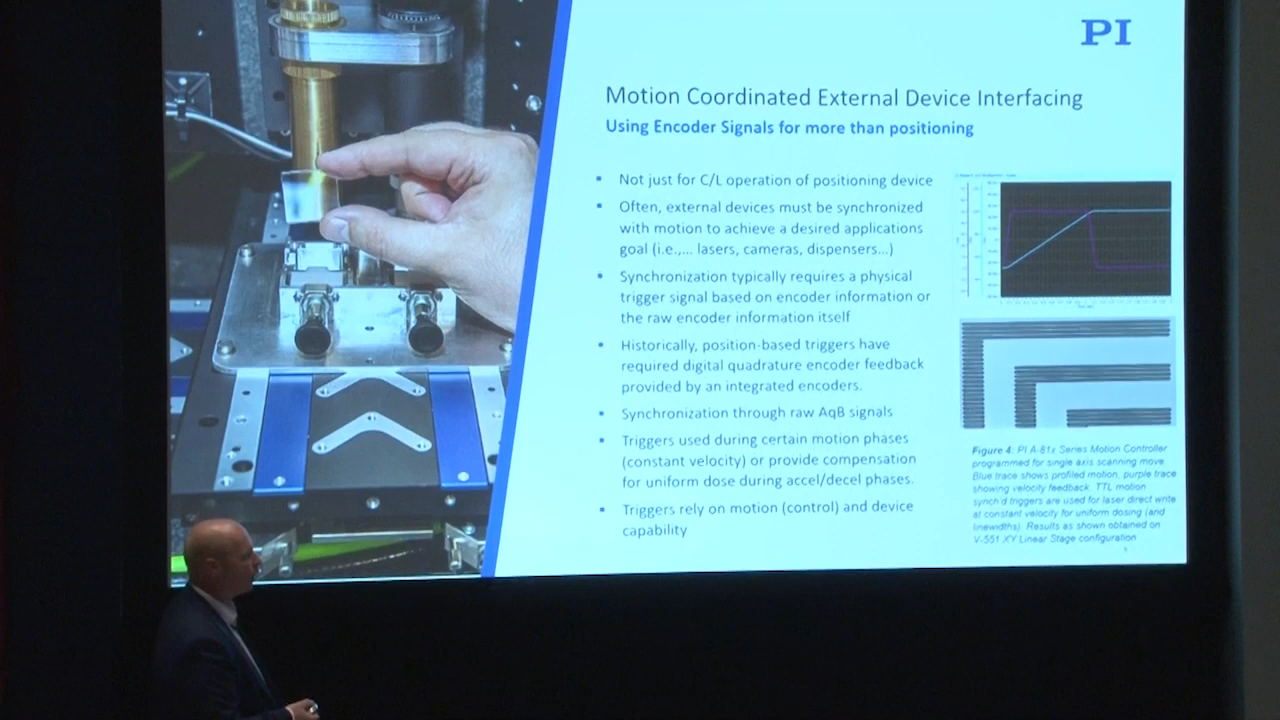 PI
Motion Coordinated External Device Interfacing
Using Encoder Signals for more than positioning
▪ Not just for C/L operation of positioning device
▪ Often, external devices must be synchronized
with motion to achieve a desired applications
goal (i.e.,... lasers, cameras, dispensers...)
▪ Synchronization typically requires a physical
trigger signal based on encoder information or
the raw encoder information itself
▪ Historically, position-based triggers have
required digital quadrature encoder feedback
provided by an integrated encoders.
▪ Synchronization through raw AqB signals
▪ Triggers used during certain motion phases
(constant velocity) or provide compensation
for uniform dose during accel/decel phases.
▪ Triggers rely on motion (control) and device
capability
Figure 4: PI A-81x Series Motion Controller
programmed for single axis scanning move.
Blue trace shows profiled motion, purple trace
showing velocity feedback. TTL motion
synch'd triggers are used for laser direct write
at constant velocity for uniform dosing (and
linewidths). Results as shown obtained on
V-551 XY Linear Stage configuration